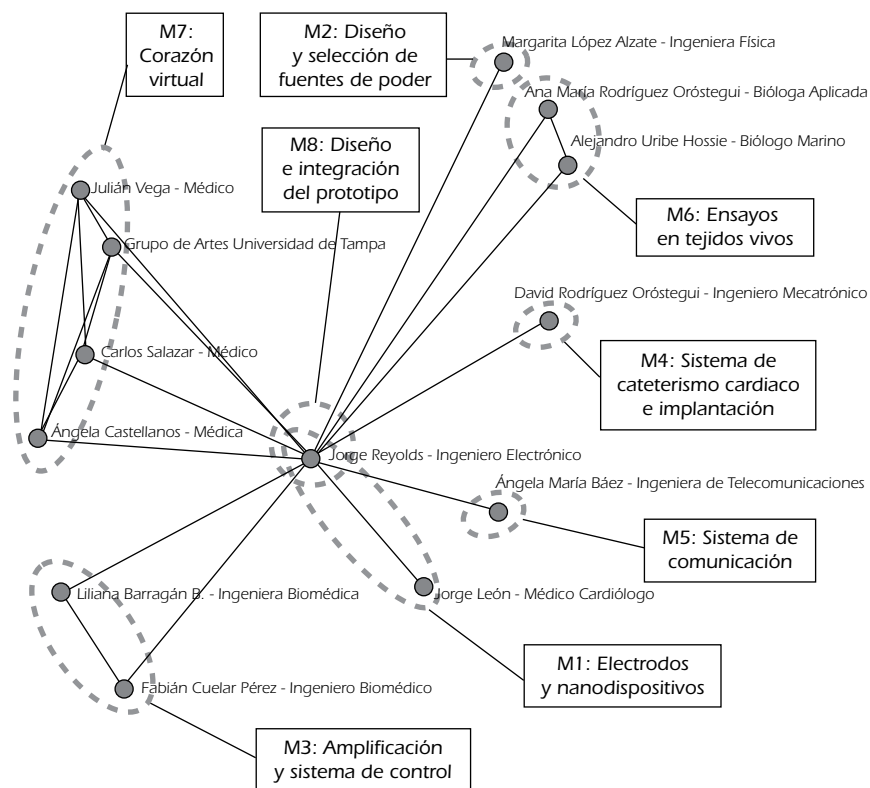 M7:
Corazón
virtual
M2: Diseño
y selección de
fuentes de poder
Margarita López Alzate - Ingeniera Física
Ana María Rodríguez Oróstegui - Bióloga Aplicada
Alejandro Uribe Hossie - Biólogo Marino
M8: Diseño
e integración
del prototipo
Julián Vega - Médico
Grupo de Artes Universidad de Tampa
M6: Ensayos
en tejidos vivos
David Rodríguez Oróstegui - Ingeniero Mecatrónico
Carlos Salazar - Médico
M4: Sistema de
cateterismo cardiaco
e implantación
Ángela Castellanos - Médica
Jorge Reyolds - Ingeniero Electrónico
Ángela María Báez - Ingeniera de Telecomunicaciones
M5: Sistema de
comunicación
Liliana Barragán B. - Ingeniera Biomédica
Jorge León - Médico Cardiólogo
M1: Electrodos
y nanodispositivos
Fabián Cuelar Pérez - Ingeniero Biomédico
M3: Amplificación
y sistema de control